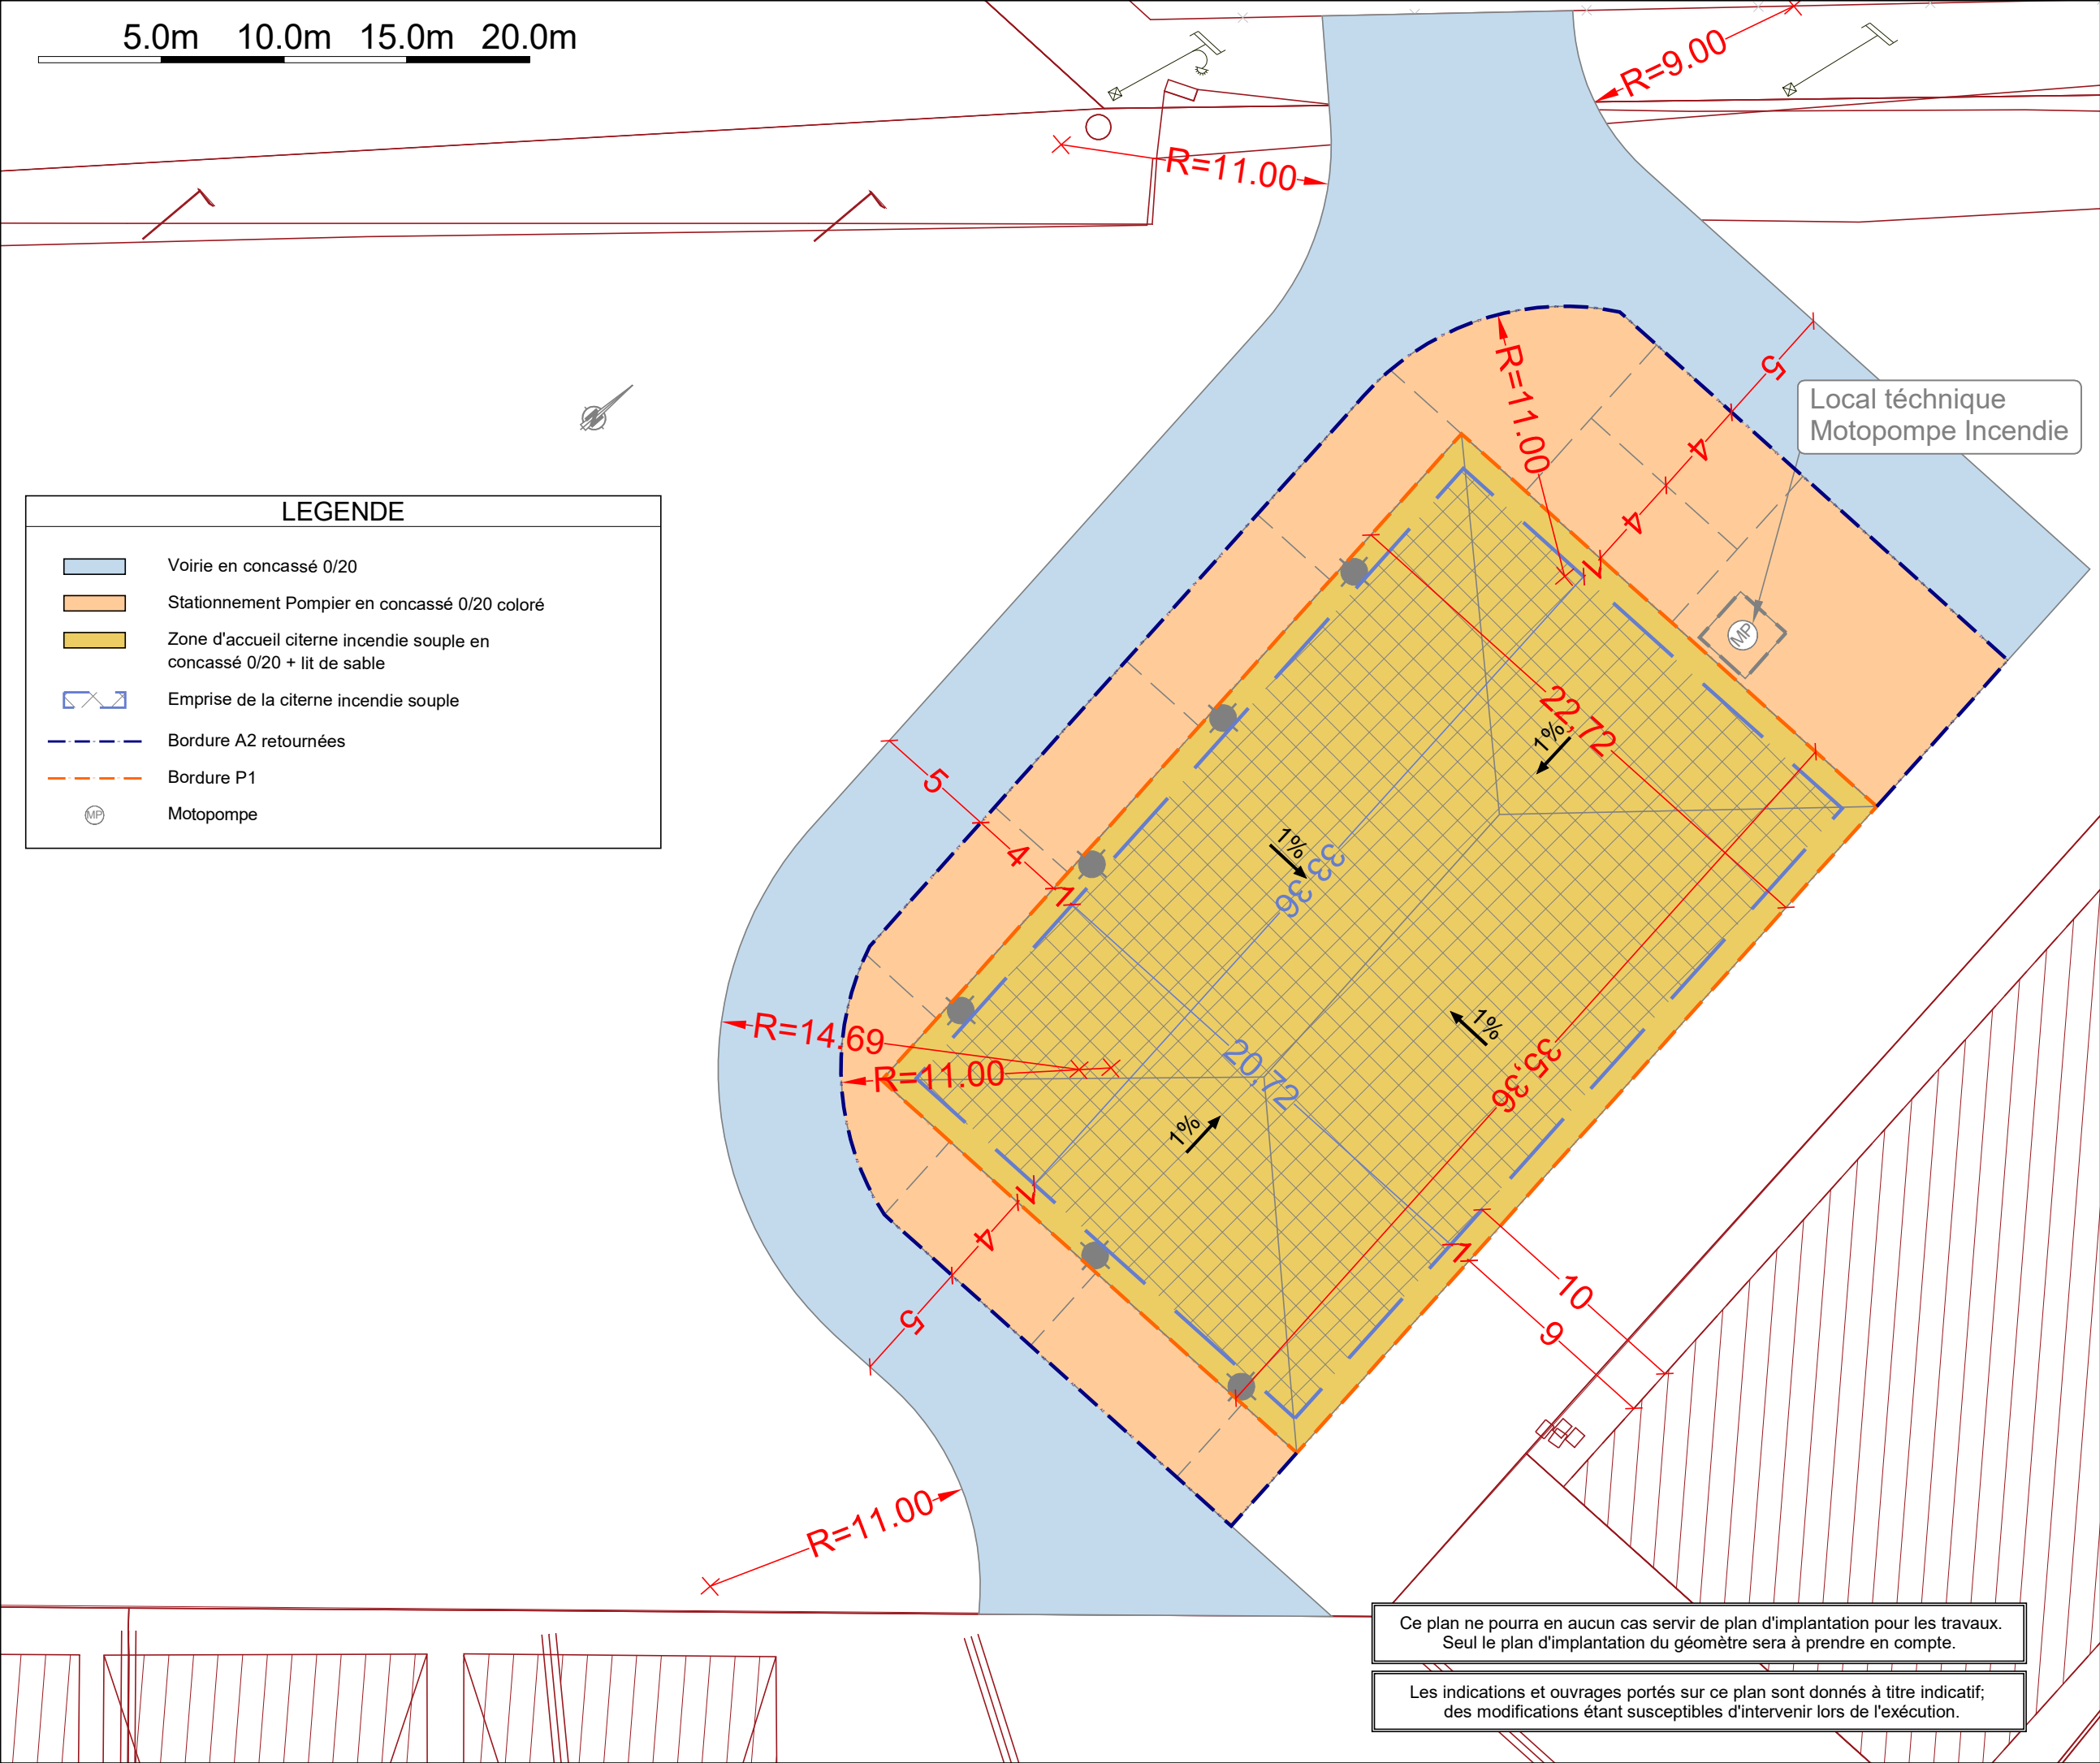 5.0m 10.0m 15.0m 20.0m
R=9.00
R=11.00
R=11.00
5
4
4
1
Local téchnique
Motopompe Incendie
MP
22,72
1%
1%
33,36
5
4
1
R=14.69
R=11.00
20,72
1%
35,36
1%
1
4
5
1
10
9
R=11.00
LEGENDE
Voirie en concassé 0/20
Stationnement Pompier en concassé 0/20 coloré
Zone d'accueil citerne incendie souple en
concassé 0/20 + lit de sable
Emprise de la citerne incendie souple
Bordure A2 retournées
Bordure P1
MP Motopompe
Ce plan ne pourra en aucun cas servir de plan d'implantation pour les travaux.
Seul le plan d'implantation du géomètre sera à prendre en compte.
Les indications et ouvrages portés sur ce plan sont donnés à titre indicatif;
des modifications étant susceptibles d'intervenir lors de l'exécution.